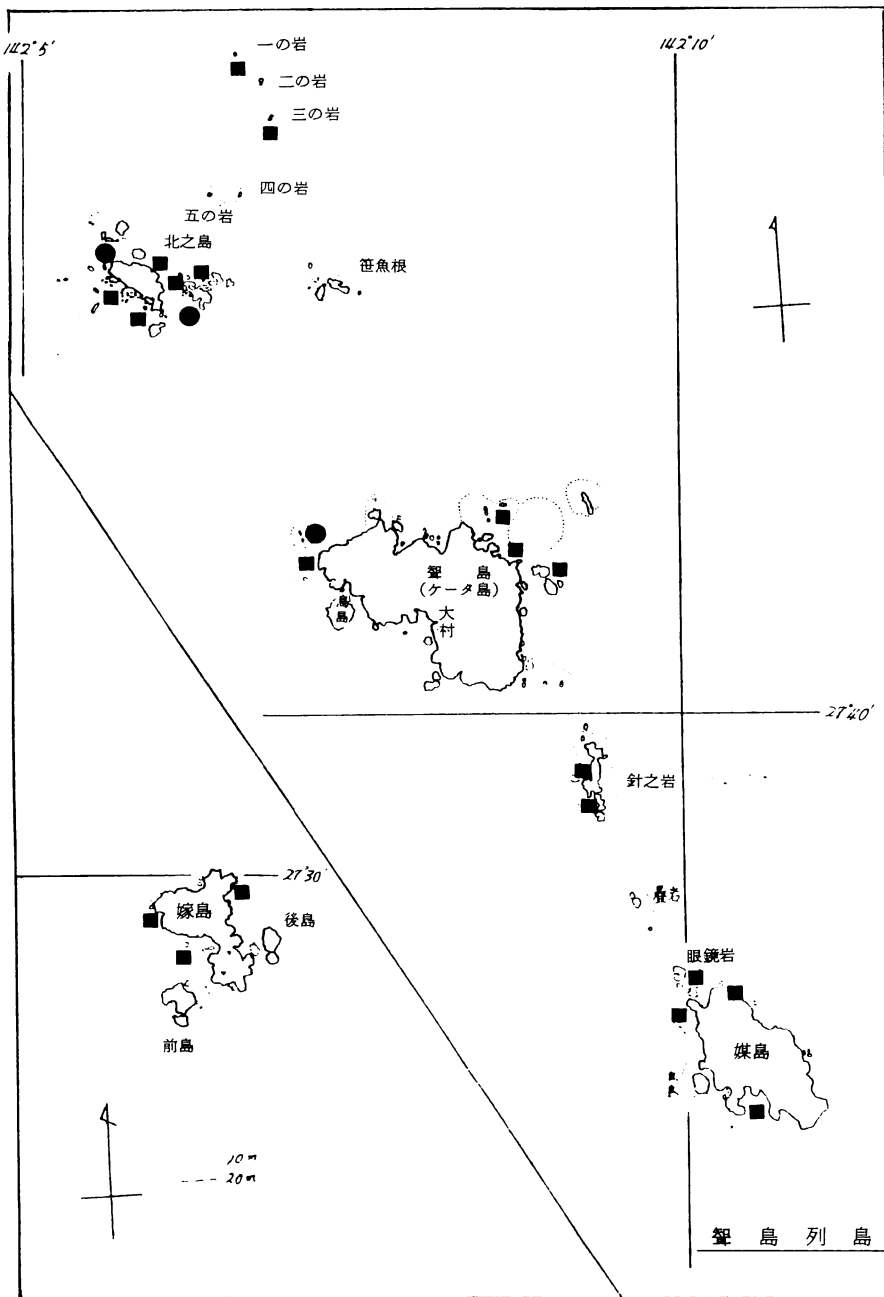 142°5′
142°10′
一の岩
二の岩
三の岩
四の岩
五の岩
北之島
笹魚根
聟島
(ケータ島)
大村
鳥島
27°40′
針之岩
27°30
嫁島
後島
前島
眼鏡岩
媒島
10m
20m
聟島列島